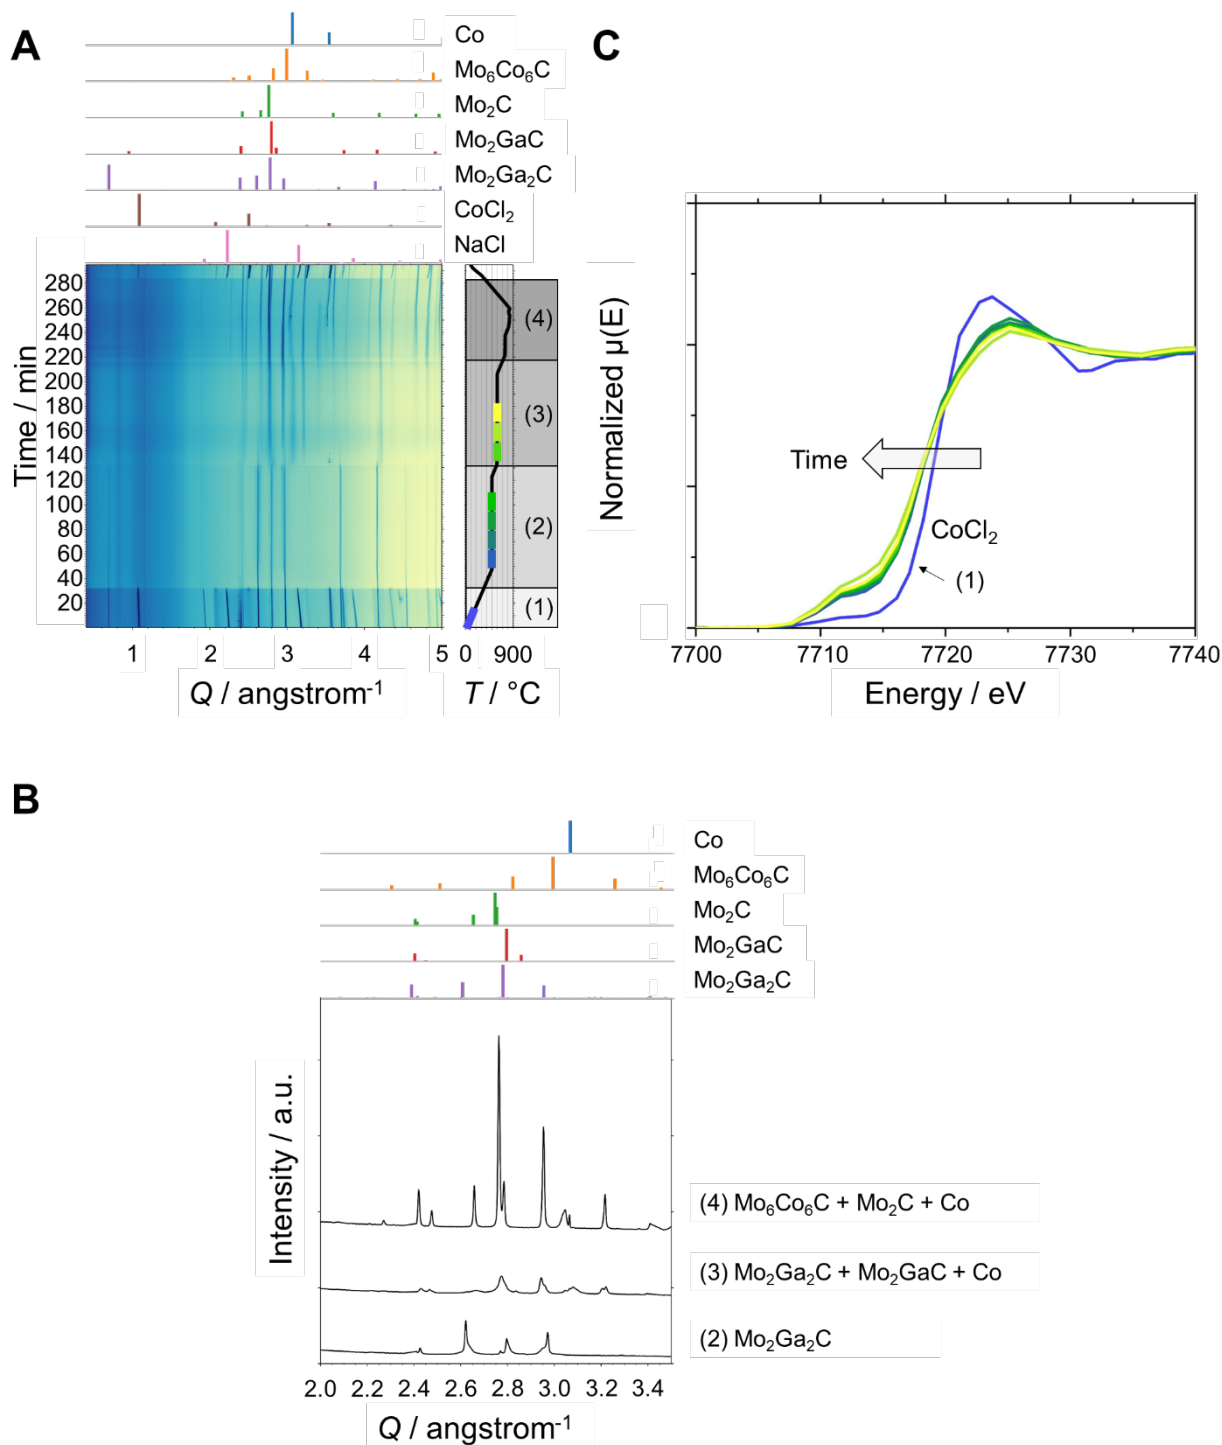 A
Co
Mo₆Co₆C
Mo₂C
Mo₂GaC
Mo₂Ga₂C
CoCl₂
NaCl
Time / min
280
260
240
220
200
180
160
140
120
100
80
60
40
20
(4)
(3)
(2)
(1)
1 2 3 4 5
0 900
Q / angstrom⁻¹
T / °C
C
Normalized μ(E)
Time
CoCl₂
(1)
7700 7710 7720 7730 7740
Energy / eV
B
Co
Mo₆Co₆C
Mo₂C
Mo₂GaC
Mo₂Ga₂C
Intensity / a.u.
(4) Mo₆Co₆C + Mo₂C + Co
(3) Mo₂Ga₂C + Mo₂GaC + Co
(2) Mo₂Ga₂C
2.0 2.2 2.4 2.6 2.8 3.0 3.2 3.4
Q / angstrom⁻¹